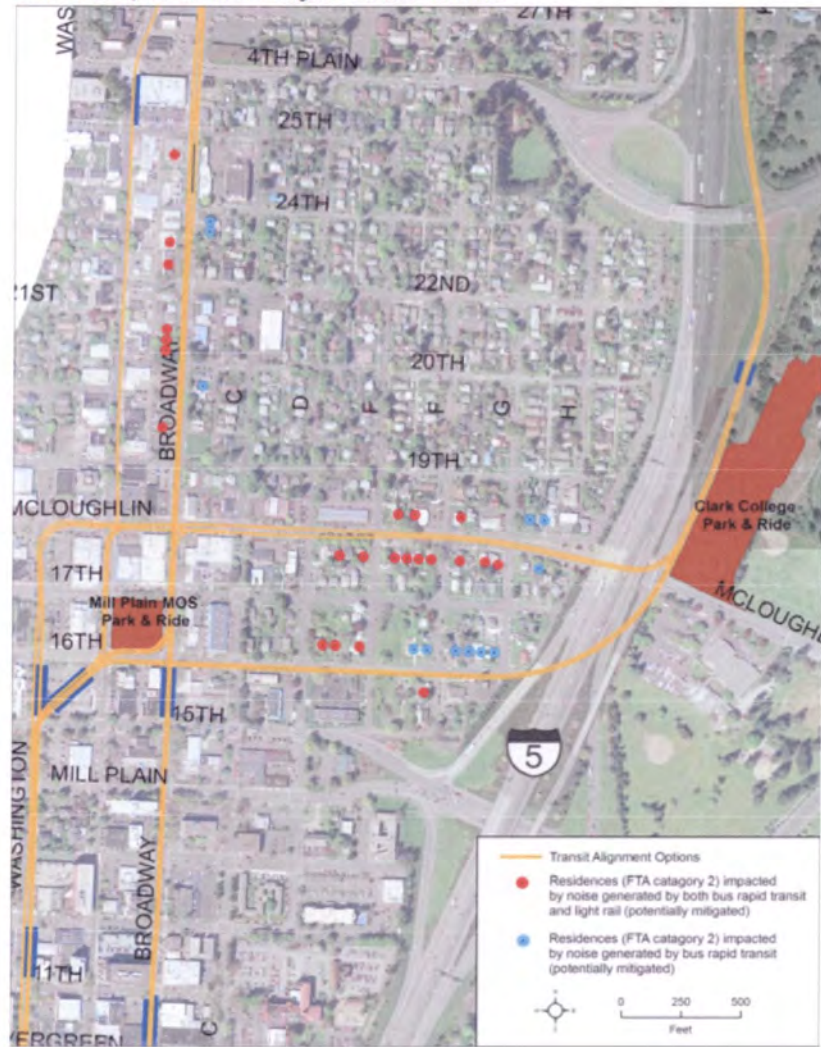 27TH
WAS
4TH PLAIN
25TH
24TH
22ND
21ST
20TH
BROADWAY
C
D
F
F
G
H
19TH
MCLOUGHLIN
Clark College
Park & Ride
17TH
Mill Plain MOS
Park & Ride
MCLOUGHL
16TH
15TH
5
MILL PLAIN
WASHINGTON
BROADWAY
11TH
C
VERGREEN
Transit Alignment Options
Residences (FTA catagory 2) impacted
by noise generated by both bus rapid transit
and light rail (potentially mitigated)
Residences (FTA catagory 2) impacted
by noise generated by bus rapid transit
(potentially mitigated)
0 250 500
Feet